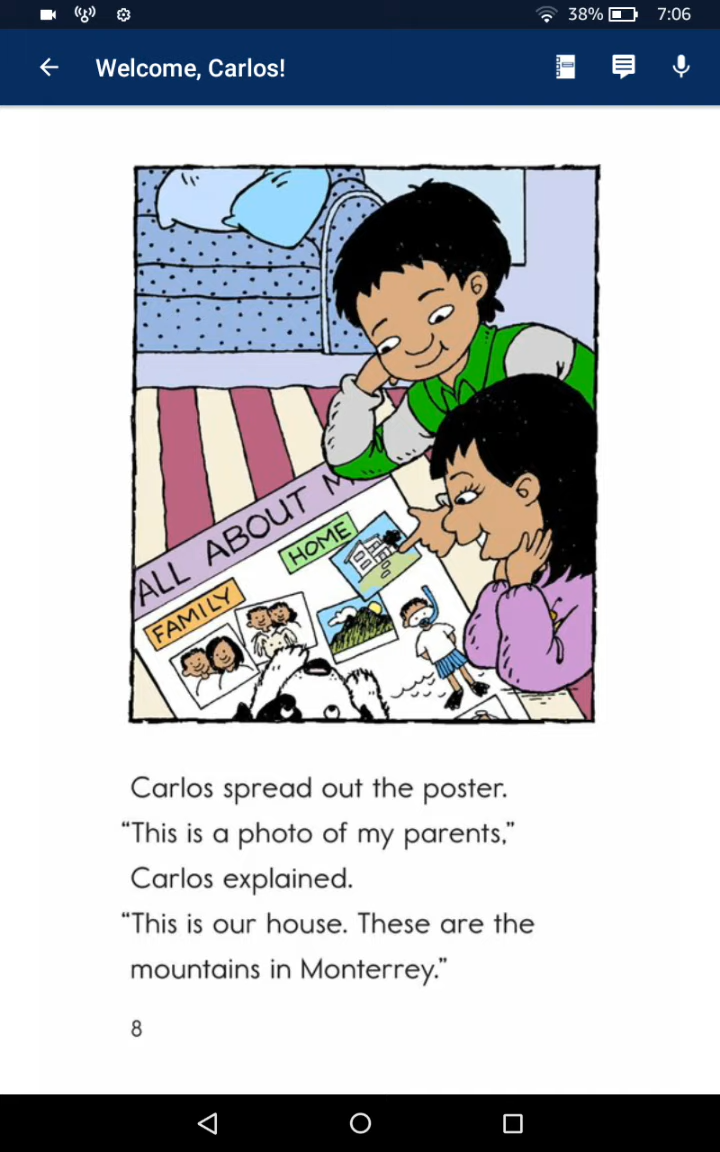 38% 7:06
Welcome, Carlos!
ALL ABOUT M
HOME
FAMILY
Carlos spread out the poster.
“This is a photo of my parents,”
Carlos explained.
“This is our house. These are the
mountains in Monterrey.”
8